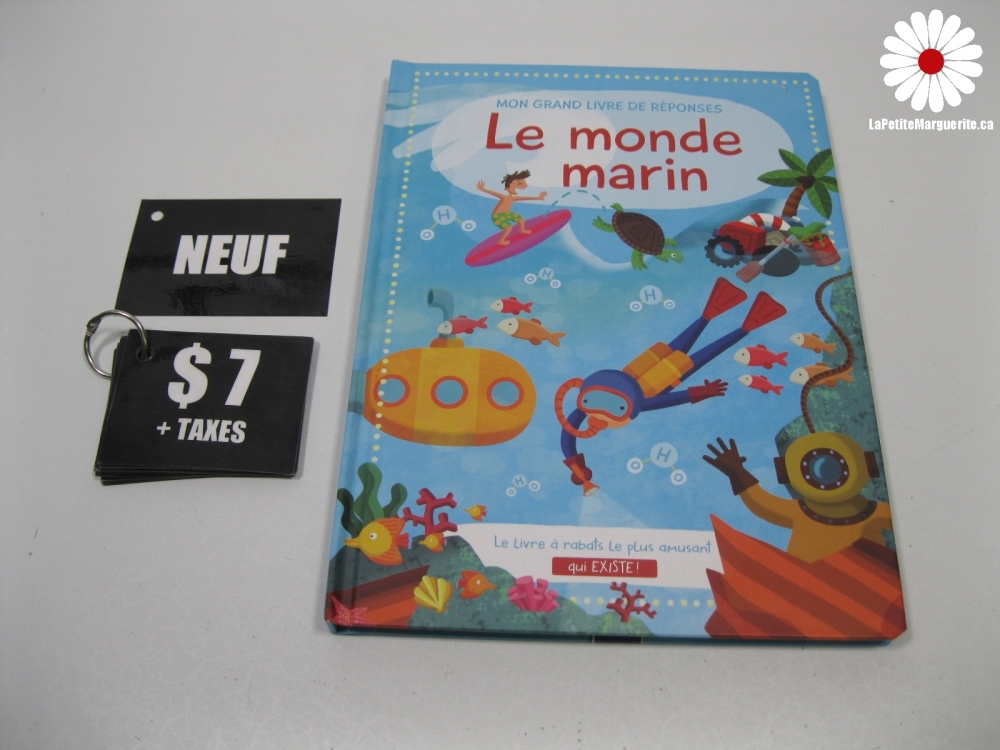 LaPetiteMarguerite.ca
MON GRAND LIVRE DE RÉPONSES
Le monde
marin
NEUF
$ 7
+ TAXES
H
H
H
H
H
Le livre à rabats le plus amusant
qui EXISTE !